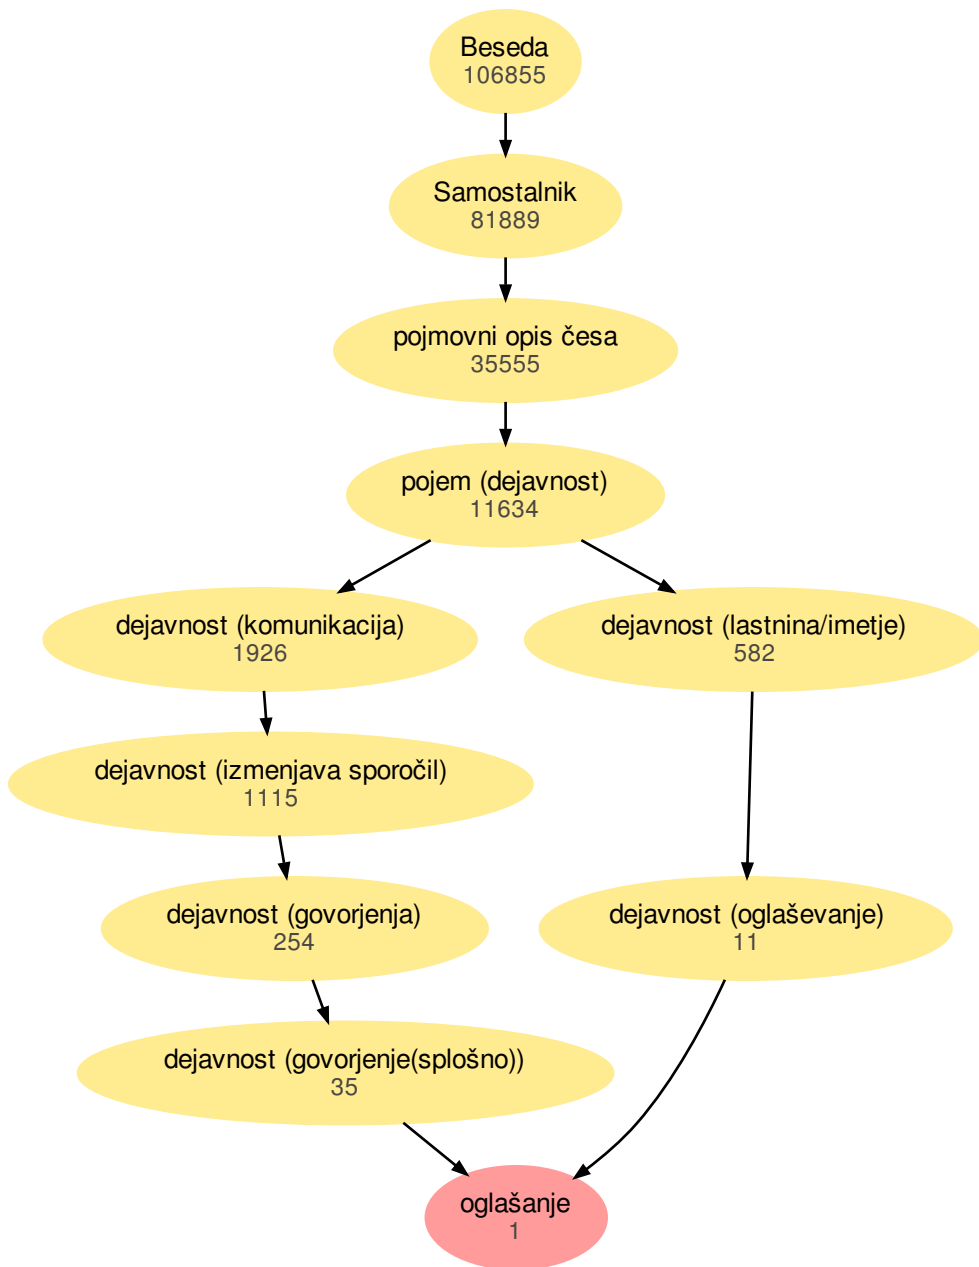 Beseda
106855
Samostalnik
81889
pojmovni opis česa
35555
pojem (dejavnost)
11634
dejavnost (komunikacija)
1926
dejavnost (lastnina/imetje)
582
dejavnost (izmenjava sporočil)
1115
dejavnost (govorjenja)
254
dejavnost (oglaševanje)
11
dejavnost (govorjenje(splošno))
35
oglašanje
1